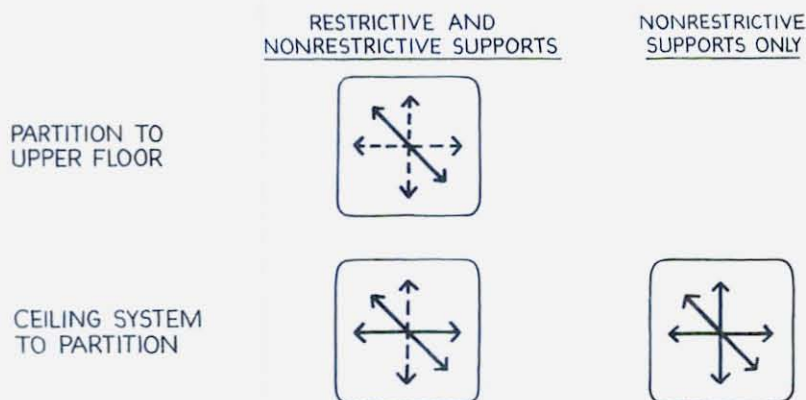 RESTRICTIVE AND
NONRESTRICTIVE SUPPORTS
NONRESTRICTIVE
SUPPORTS ONLY
PARTITION TO
UPPER FLOOR
CEILING SYSTEM
TO PARTITION